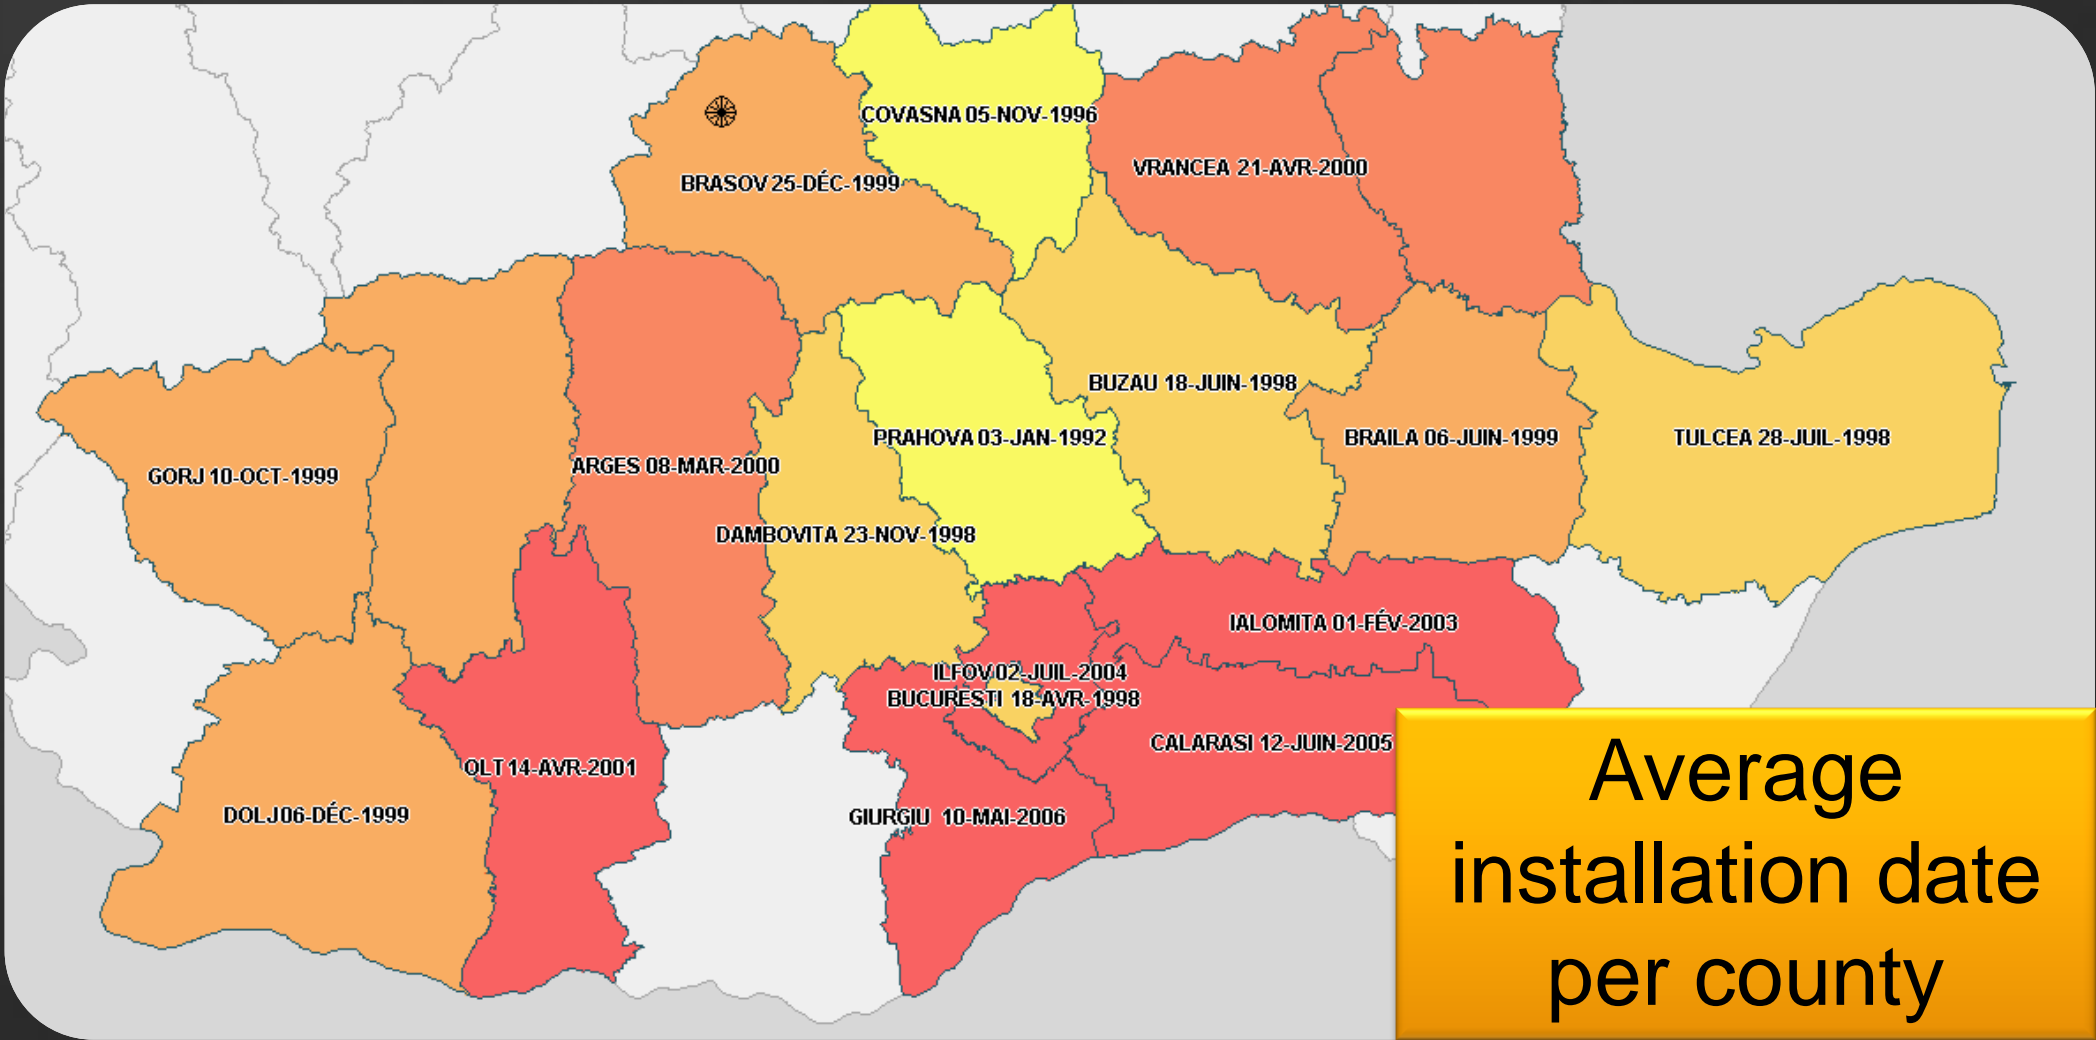 COVASNA 05-NOV-1996
VRANCEA 21-AVR-2000
BRASOV 25-DÉC-1999
BUZAU 18-JUIN-1998
PRAHOVA 03-JAN-1992
BRAILA 06-JUIN-1999
TULCEA 28-JUIL-1998
ARGES 08-MAR-2000
GORJ 10-OCT-1999
DAMBOVITA 23-NOV-1998
IALOMITA 01-FÉV-2003
ILFOV 02-JUIL-2004
BUCURESTI 18-AVR-1998
CALARASI 12-JUIN-2005
OLT 14-AVR-2001
DOLJ 06-DÉC-1999
GIURGIU 10-MAI-2006
Average
installation date
per county